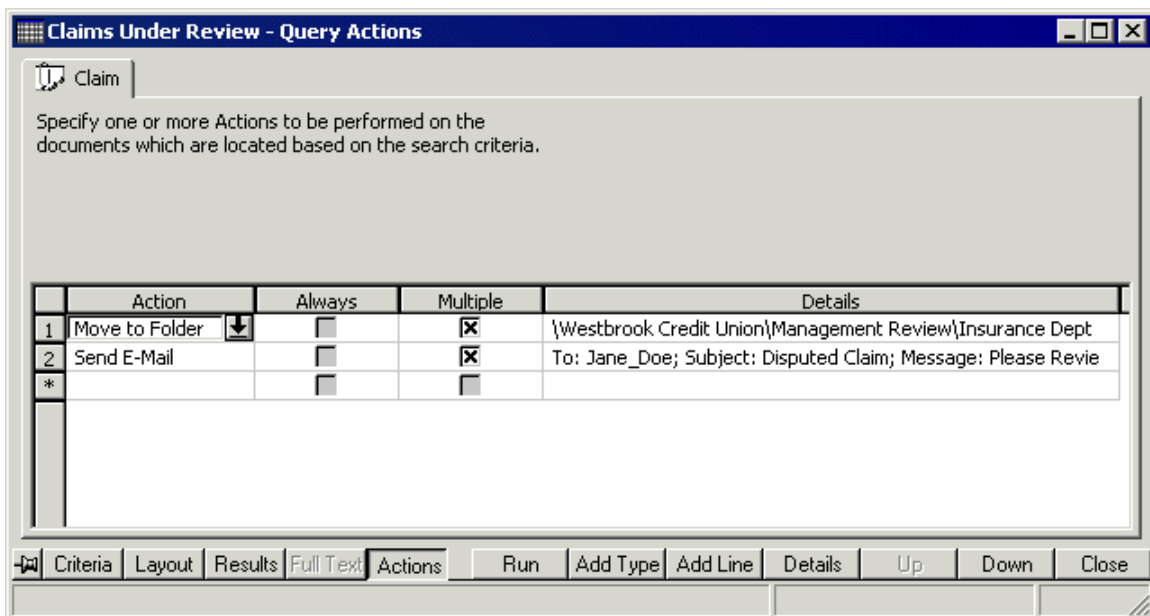 Claims Under Review - Query Actions
Claim
Specify one or more Actions to be performed on the
documents which are located based on the search criteria.
Action Always Multiple Details
1 Move to Folder \Westbrook Credit Union\Management Review\Insurance Dept
2 Send E-Mail To: Jane_Doe; Subject: Disputed Claim; Message: Please Revie
*
Criteria Layout Results Full Text Actions Run Add Type Add Line Details Up Down Close